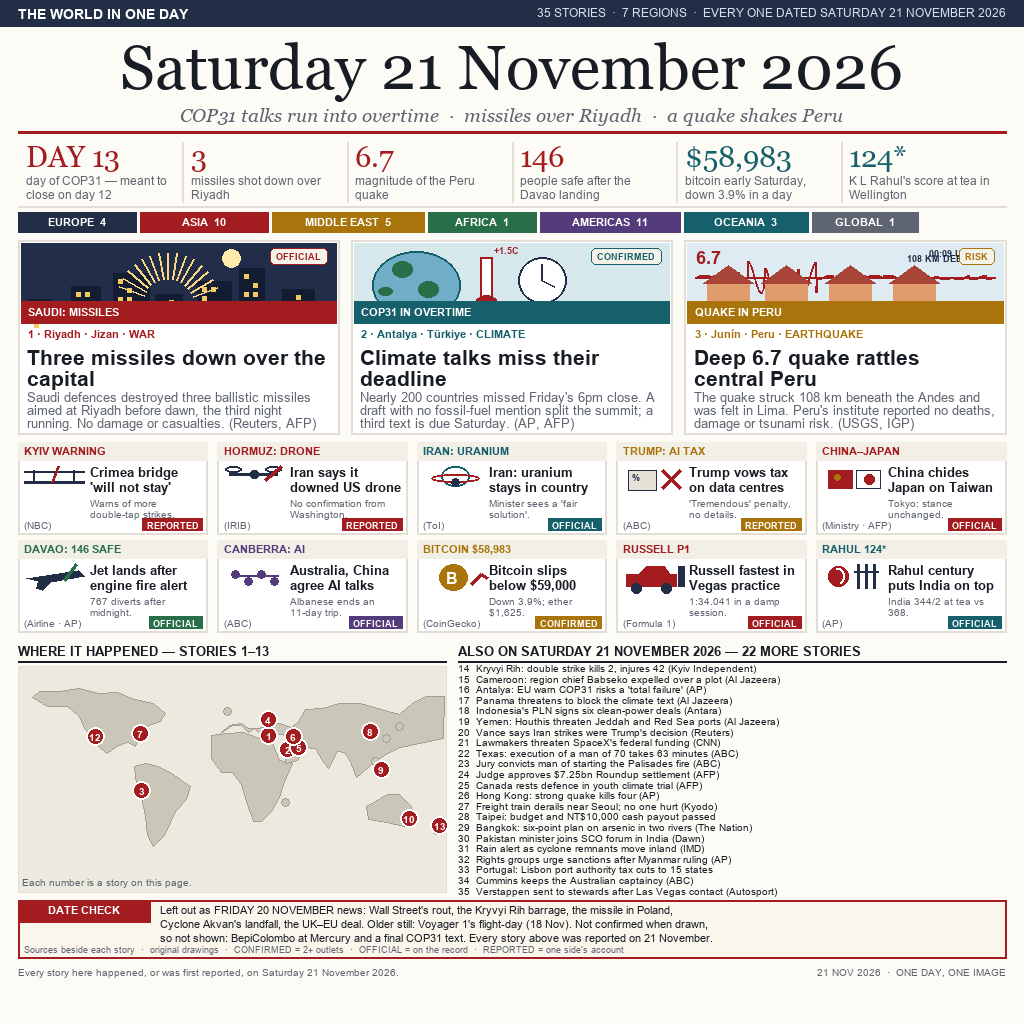 THE WORLD IN ONE DAY
35 STORIES · 7 REGIONS · EVERY ONE DATED SATURDAY 21 NOVEMBER 2026
Saturday 21 November 2026
COP31 talks run into overtime · missiles over Riyadh · a quake shakes Peru
DAY 13
day of COP31 — meant to
close on day 12
3
missiles shot down over
Riyadh
6.7
magnitude of the Peru
quake
146
people safe after the
Davao landing
$58,983
bitcoin early Saturday,
down 3.9% in a day
124*
K L Rahul's score at tea in
Wellington
EUROPE 4
ASIA 10
MIDDLE EAST 5
AFRICA 1
AMERICAS 11
OCEANIA 3
GLOBAL 1
OFFICIAL
SAUDI: MISSILES
1 · Riyadh · Jizan · WAR
Three missiles down over the
capital
Saudi defences destroyed three ballistic missiles
aimed at Riyadh before dawn, the third night
running. No damage or casualties. (Reuters, AFP)
+1.5C
CONFIRMED
COP31 IN OVERTIME
2 · Antalya · Türkiye · CLIMATE
Climate talks miss their
deadline
Nearly 200 countries missed Friday's 6pm close. A
draft with no fossil-fuel mention split the summit; a
third text is due Saturday. (AP, AFP)
6.7
00:09
108 KM
RISK
QUAKE IN PERU
3 · Junín · Peru · EARTHQUAKE
Deep 6.7 quake rattles
central Peru
The quake struck 108 km beneath the Andes and
was felt in Lima. Peru's institute reported no deaths,
damage or tsunami risk. (USGS, IGP)
KYIV WARNING
Crimea bridge
'will not stay'
Warns of more
double-tap strikes.
(NBC)
REPORTED
HORMUZ: DRONE
Iran says it
downed US drone
No confirmation from
Washington.
(IRIB)
REPORTED
IRAN: URANIUM
Iran: uranium
stays in country
Minister sees a 'fair
solution'.
(ToI)
OFFICIAL
TRUMP: AI TAX
%
Trump vows tax
on data centres
'Tremendous' penalty,
no details.
(ABC)
REPORTED
CHINA–JAPAN
China chides
Japan on Taiwan
Tokyo: stance
unchanged.
(Ministry · AFP)
OFFICIAL
DAVAO: 146 SAFE
Jet lands after
engine fire alert
767 diverts after
midnight.
(Airline · AP)
OFFICIAL
CANBERRA: AI
Australia, China
agree AI talks
Albanese ends an
11-day trip.
(ABC)
OFFICIAL
BITCOIN $58,983
B
Bitcoin slips
below $59,000
Down 3.9%; ether
$1,625.
(CoinGecko)
CONFIRMED
RUSSELL P1
Russell fastest in
Vegas practice
1:34.041 in a damp
session.
(Formula 1)
OFFICIAL
RAHUL 124*
Rahul century
puts India on top
India 344/2 at tea vs
368.
(AP)
OFFICIAL
WHERE IT HAPPENED — STORIES 1–13
12
7
4
1
6
2
5
8
9
3
10
13
Each number is a story on this page.
ALSO ON SATURDAY 21 NOVEMBER 2026 — 22 MORE STORIES
14 Kryvyi Rih: double strike kills 2, injures 42 (Kyiv Independent)
15 Cameroon: region chief Babseko expelled over a plot (Al Jazeera)
16 Antalya: EU warn COP31 risks a 'total failure' (AP)
17 Panama threatens to block the climate text (Al Jazeera)
18 Indonesia's PLN signs six clean-power deals (Antara)
19 Yemen: Houthis threaten Jeddah and Red Sea ports (Al Jazeera)
20 Vance says Iran strikes were Trump's decision (Reuters)
21 Lawmakers threaten SpaceX's federal funding (CNN)
22 Texas: execution of a man of 70 takes 63 minutes (ABC)
23 Jury convicts man of starting the Palisades fire (ABC)
24 Judge approves $7.25bn Roundup settlement (AFP)
25 Canada rests defence in youth climate trial (AFP)
26 Hong Kong: strong quake kills four (AP)
27 Freight train derails near Seoul; no one hurt (Kyodo)
28 Taipei: budget and NT$10,000 cash payout passed
29 Bangkok: six-point plan on arsenic in two rivers (The Nation)
30 Pakistan minister joins SCO forum in India (Dawn)
31 Rain alert as cyclone remnants move inland (IMD)
32 Rights groups urge sanctions after Myanmar ruling (AP)
33 Portugal: Lisbon port authority tax cuts to 15 states
34 Cummins keeps the Australian captaincy (ABC)
35 Verstappen sent to stewards after Las Vegas contact (Autosport)
DATE CHECK
Left out as FRIDAY 20 NOVEMBER news: Wall Street's rout, the Kryvyi Rih barrage, the missile in Poland,
Cyclone Akvan's landfall, the UK–EU deal. Older still: Voyager 1's flight-day (18 Nov). Not confirmed when drawn,
so not shown: BepiColombo at Mercury and a final COP31 text. Every story above was reported on 21 November.
Sources beside each story · original drawings · CONFIRMED = 2+ outlets · OFFICIAL = on the record · REPORTED = one side's account
Every story here happened, or was first reported, on Saturday 21 November 2026.
21 NOV 2026 · ONE DAY, ONE IMAGE